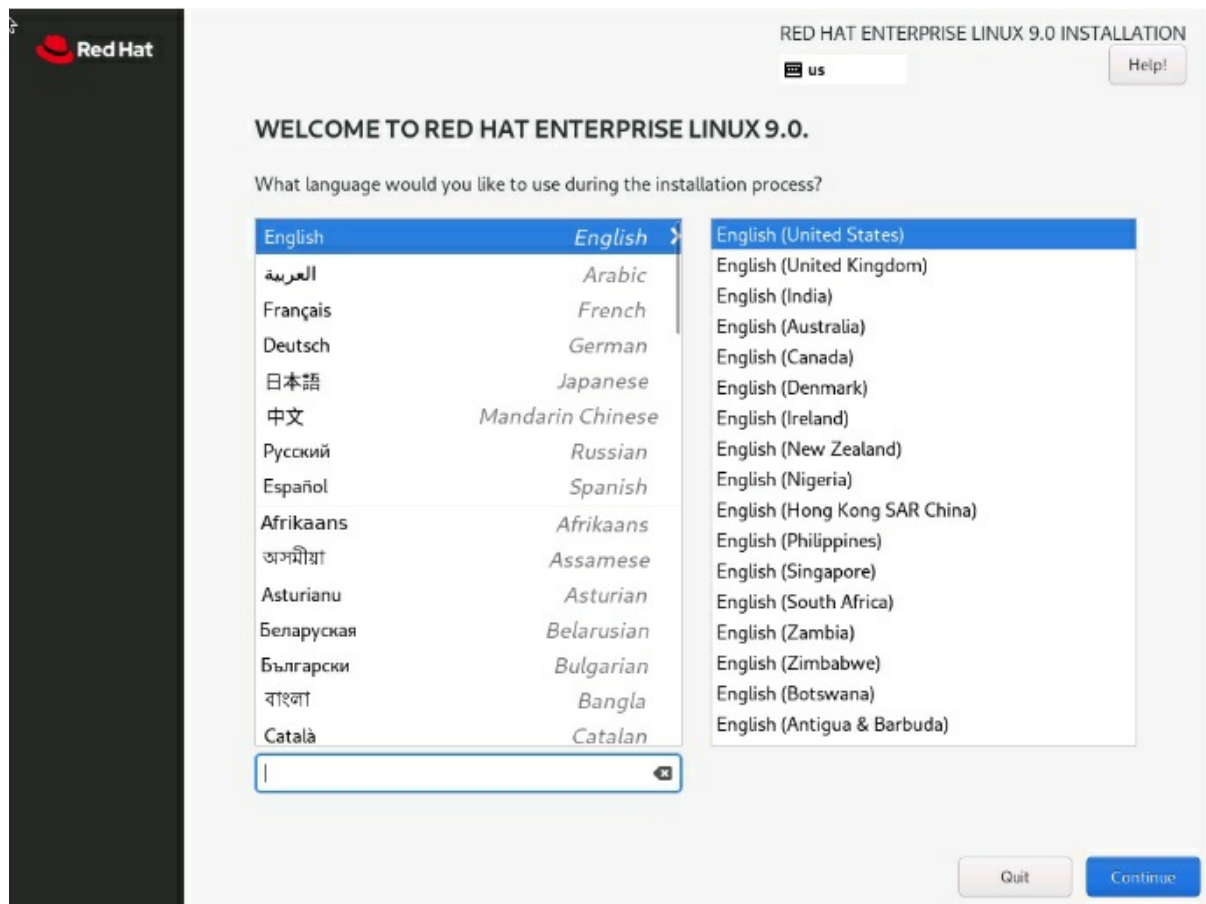 Red Hat
RED HAT ENTERPRISE LINUX 9.0 INSTALLATION
us
Help!
WELCOME TO RED HAT ENTERPRISE LINUX 9.0.
What language would you like to use during the installation process?
English English
العربية Arabic
Français French
Deutsch German
日本語 Japanese
中文 Mandarin Chinese
Русский Russian
Español Spanish
Afrikaans Afrikaans
অসমীয়া Assamese
Asturianu Asturian
Беларуская Belarusian
Български Bulgarian
বাংলা Bangla
Català Catalan
English (United States)
English (United Kingdom)
English (India)
English (Australia)
English (Canada)
English (Denmark)
English (Ireland)
English (New Zealand)
English (Nigeria)
English (Hong Kong SAR China)
English (Philippines)
English (Singapore)
English (South Africa)
English (Zambia)
English (Zimbabwe)
English (Botswana)
English (Antigua & Barbuda)
Quit
Continue